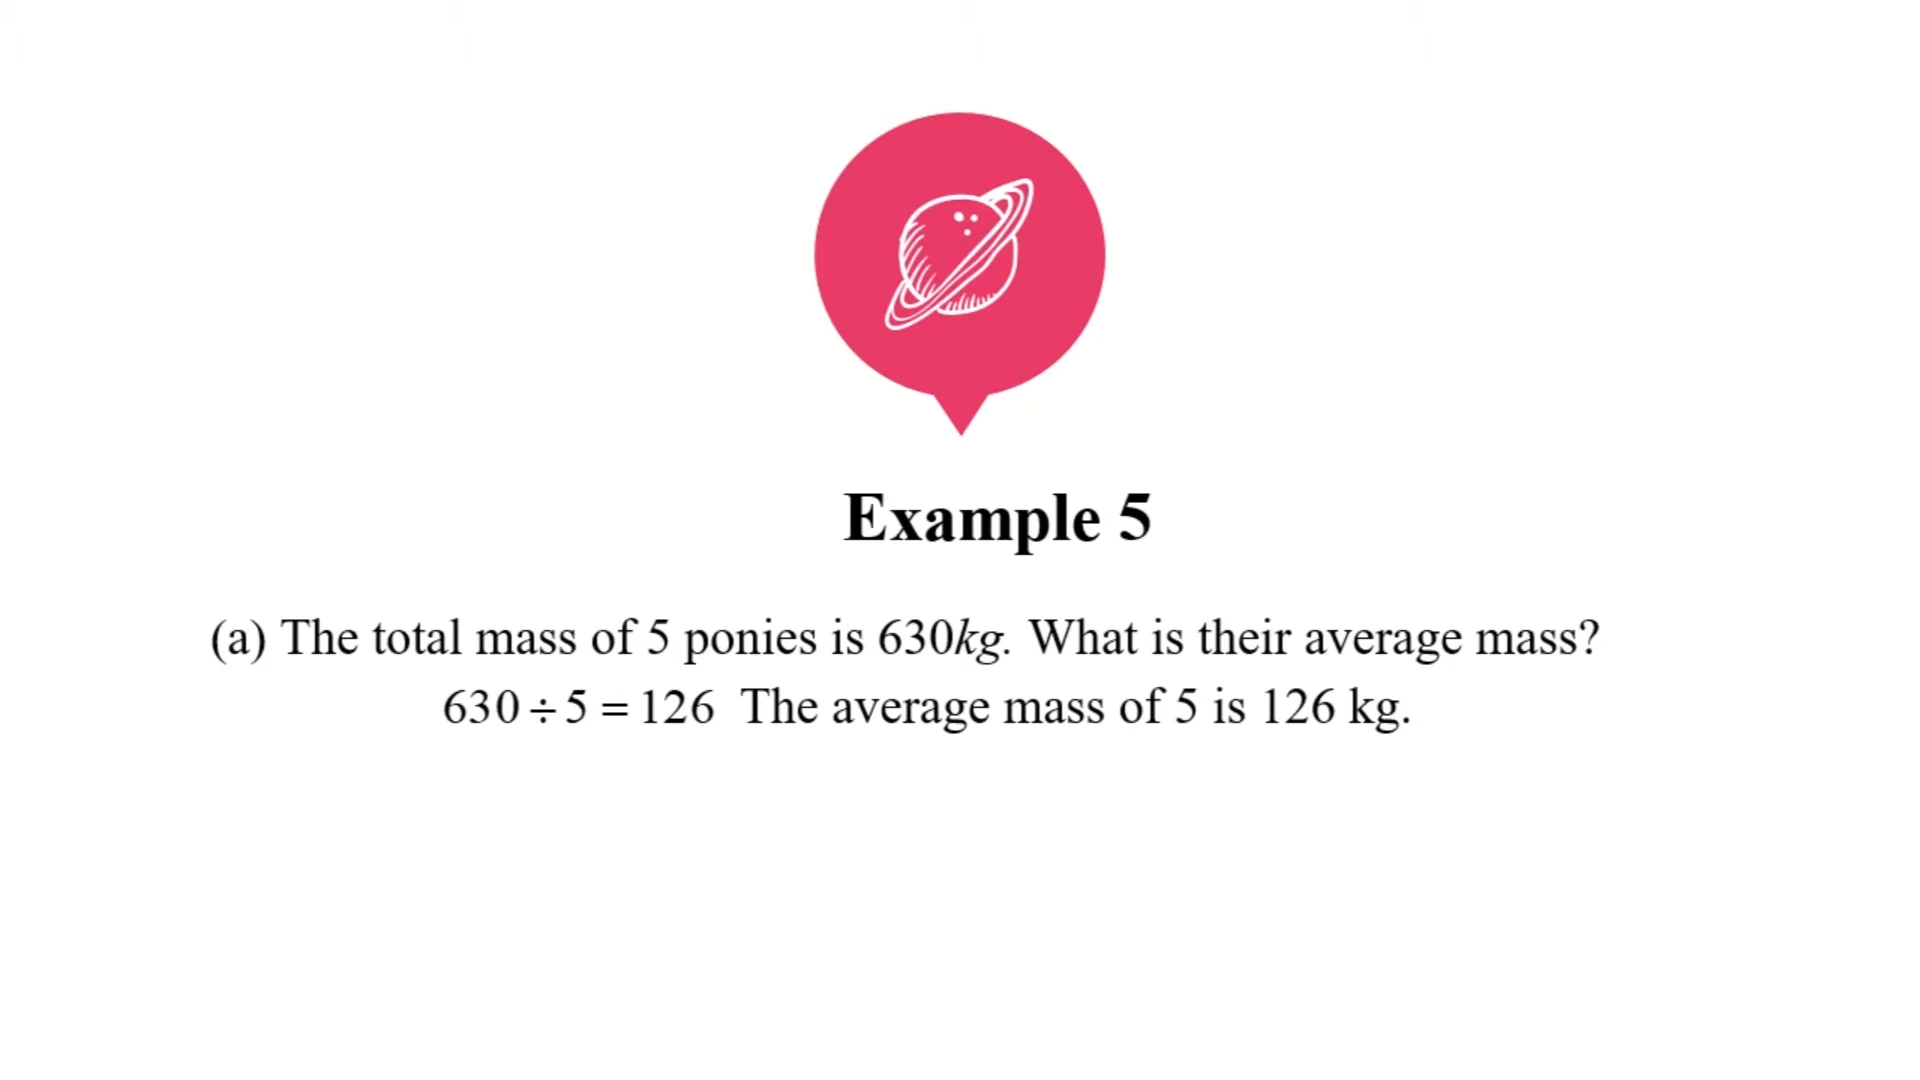 Example 5
(a) The total mass of 5 ponies is 630kg. What is their average mass?
630 ÷ 5 = 126 The average mass of 5 is 126 kg.